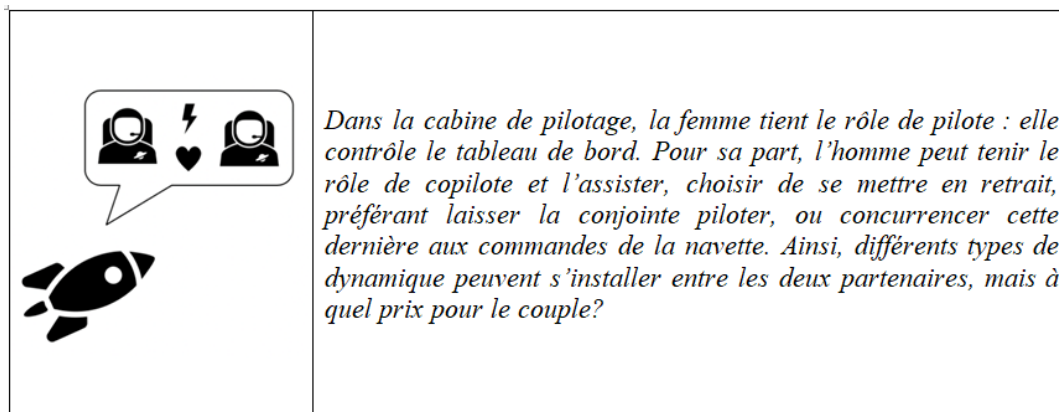 Dans la cabine de pilotage, la femme tient le rôle de pilote : elle
contrôle le tableau de bord. Pour sa part, l’homme peut tenir le
rôle de copilote et l’assister, choisir de se mettre en retrait,
préférant laisser la conjointe piloter, ou concurrencer cette
dernière aux commandes de la navette. Ainsi, différents types de
dynamique peuvent s’installer entre les deux partenaires, mais à
quel prix pour le couple?